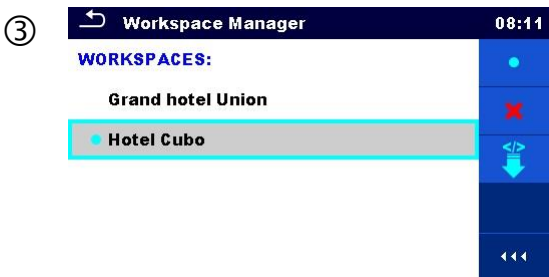 ③
Workspace Manager 08:11
WORKSPACES:
Grand hotel Union
Hotel Cubo
</>